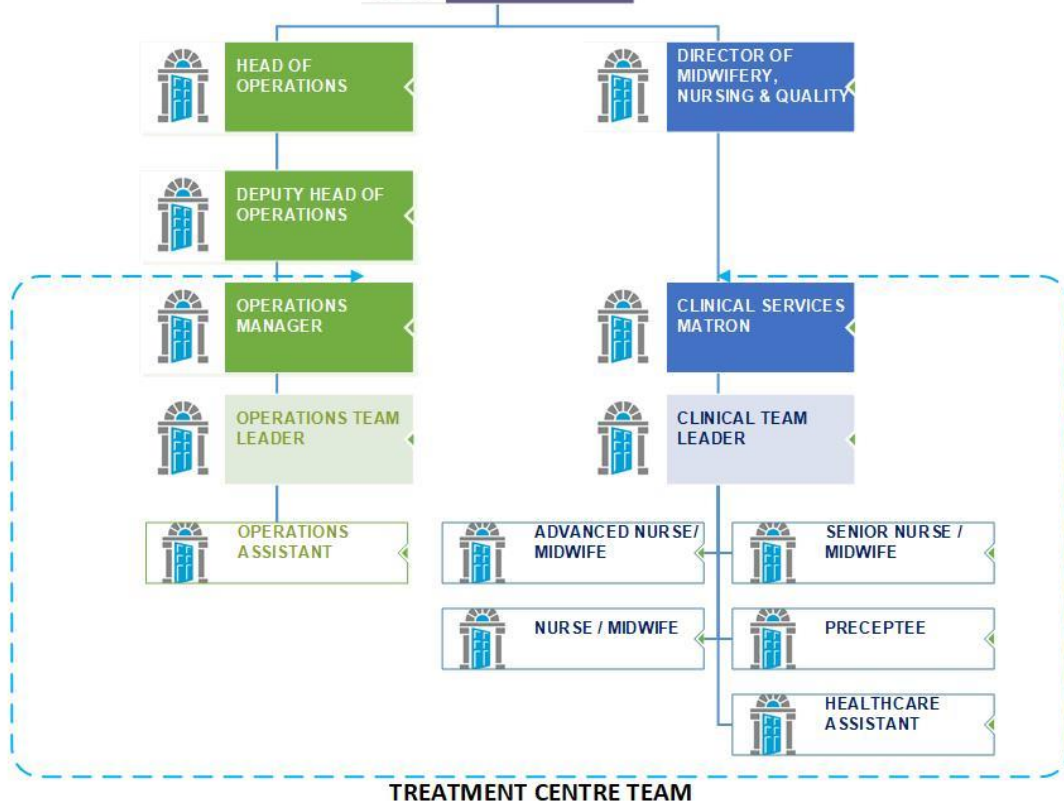 HEAD OF
OPERATIONS
DIRECTOR OF
MIDWIFERY,
NURSING & QUALITY
DEPUTY HEAD OF
OPERATIONS
OPERATIONS
MANAGER
CLINICAL SERVICES
MATRON
OPERATIONS TEAM
LEADER
CLINICAL TEAM
LEADER
OPERATIONS
ASSISTANT
ADVANCED NURSE/
MIDWIFE
SENIOR NURSE /
MIDWIFE
NURSE / MIDWIFE
PRECEPTEE
HEALTHCARE
ASSISTANT
TREATMENT CENTRE TEAM